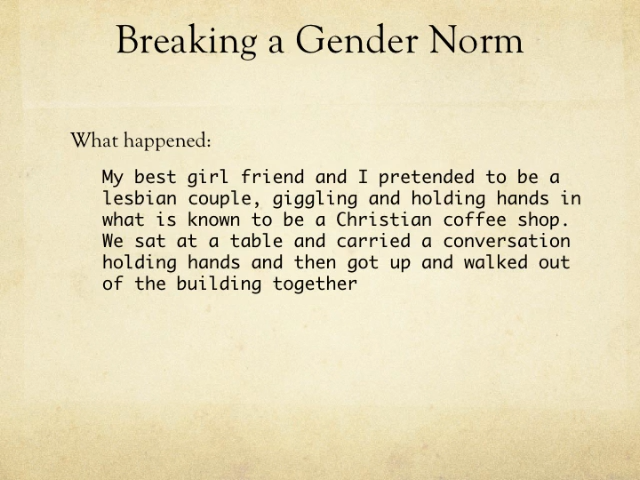 Breaking a Gender Norm
What happened:
My best girl friend and I pretended to be a
lesbian couple, giggling and holding hands in
what is known to be a Christian coffee shop.
We sat at a table and carried a conversation
holding hands and then got up and walked out
of the building together